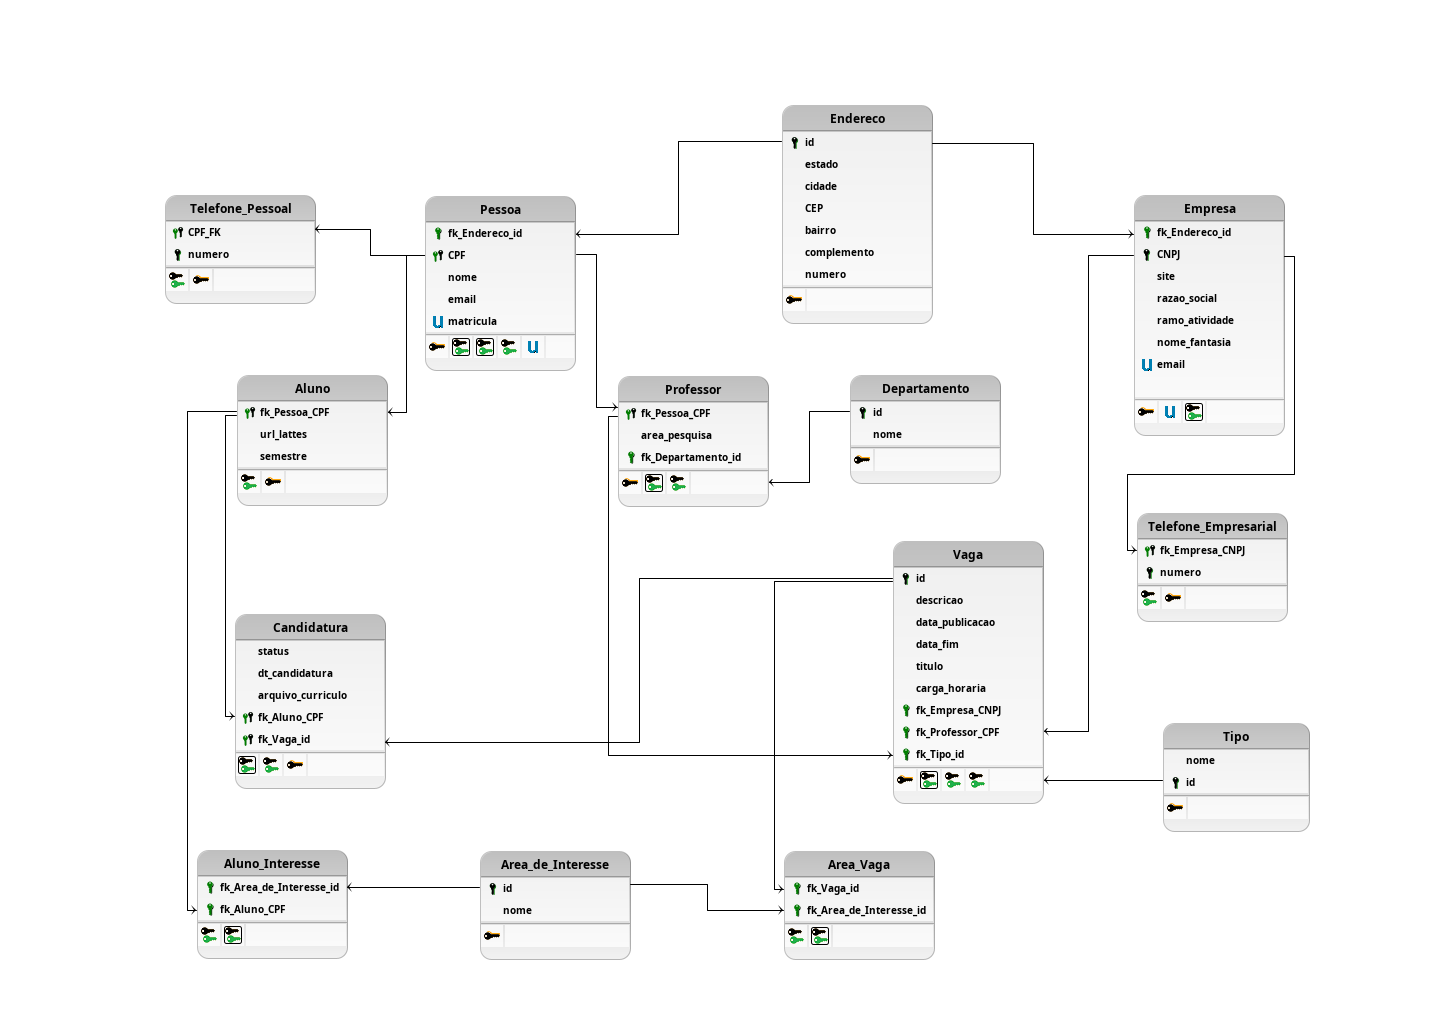 Endereco
id
estado
cidade
CEP
bairro
complemento
numero
Telefone_Pessoal
CPF_FK
numero
Pessoa
fk_Endereco_id
CPF
nome
email
U matricula
U
Empresa
fk_Endereco_id
CNPJ
site
razao_social
ramo_atividade
nome_fantasia
U email
U
Aluno
fk_Pessoa_CPF
url_lattes
semestre
Professor
fk_Pessoa_CPF
area_pesquisa
fk_Departamento_id
Departamento
id
nome
Telefone_Empresarial
fk_Empresa_CNPJ
numero
Vaga
id
descricao
data_publicacao
data_fim
titulo
carga_horaria
fk_Empresa_CNPJ
fk_Professor_CPF
fk_Tipo_id
Candidatura
status
dt_candidatura
arquivo_curriculo
fk_Aluno_CPF
fk_Vaga_id
Tipo
nome
id
Aluno_Interesse
fk_Area_de_Interesse_id
fk_Aluno_CPF
Area_de_Interesse
id
nome
Area_Vaga
fk_Vaga_id
fk_Area_de_Interesse_id